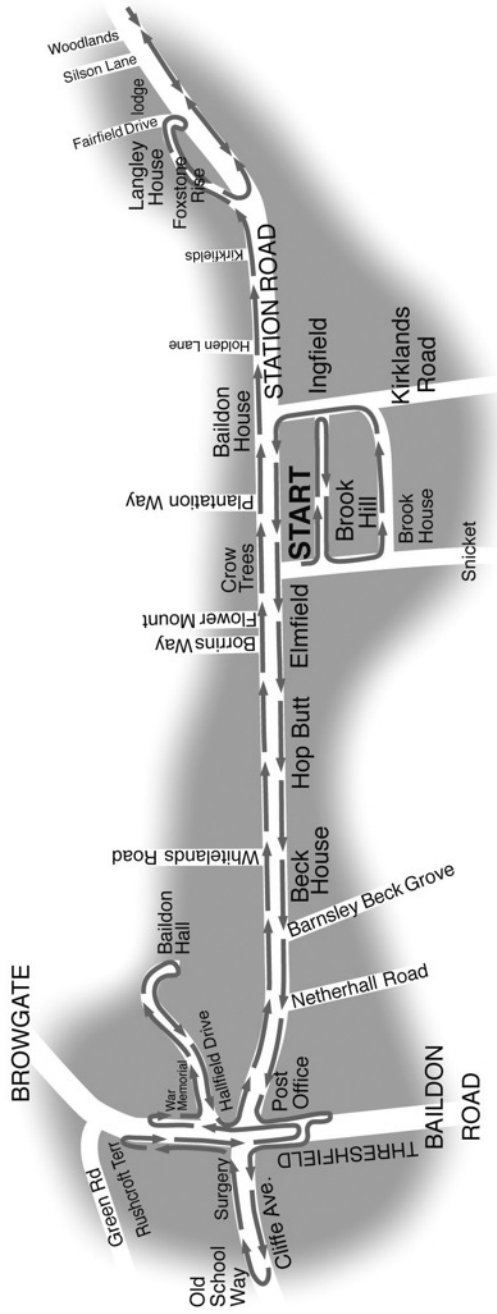 BROWGATE
Green Rd
Rushcroft Terr
War
Memorial
Baildon
Hall
Hallfield Drive
Surgery
Old School
Way
Cliffe Ave.
THRESHFIELD
BAILDON
ROAD
Post
Office
Netherhall Road
Barnsley Beck Grove
Whitelands Road
Beck
House
Hop Butt
Borrins Way
Flower Mount
Elmfield
Crow
Trees
Plantation Way
START
Brook
Hill
Brook
House
Snicket
Baildon
House
Holden Lane
STATION ROAD
Ingfield
Kirklands
Road
Kirkfields
Foxstone
Rise
Langley
House
lodge
Fairfield Drive
Silson Lane
Woodlands